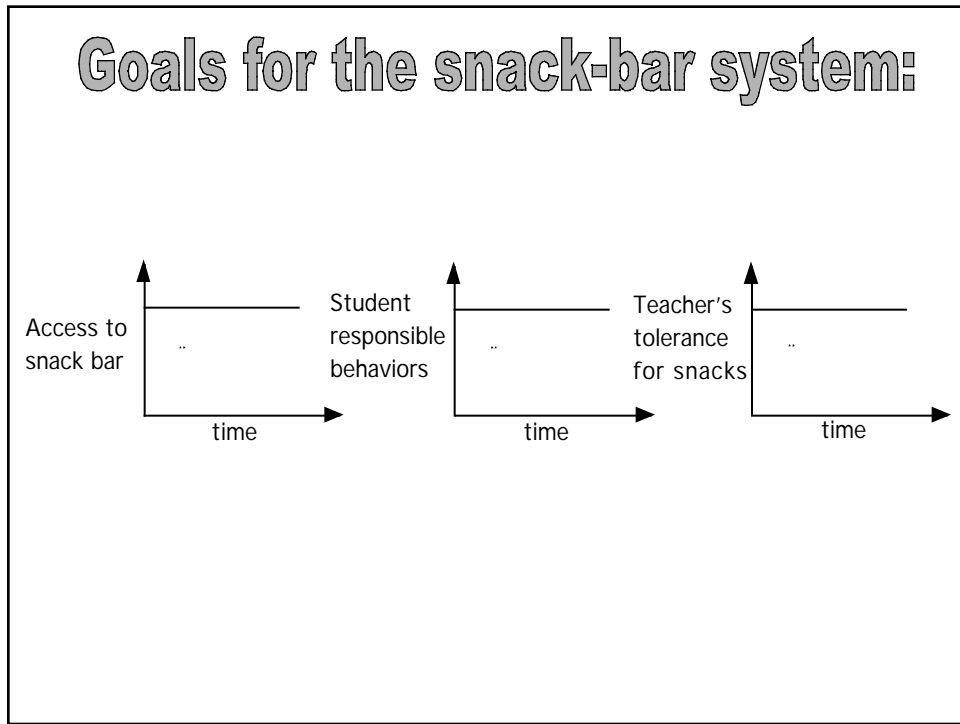 Goals for the snack-bar system:
Access to
snack bar
..
time
Student
responsible
behaviors
..
time
Teacher's
tolerance
for snacks
..
time